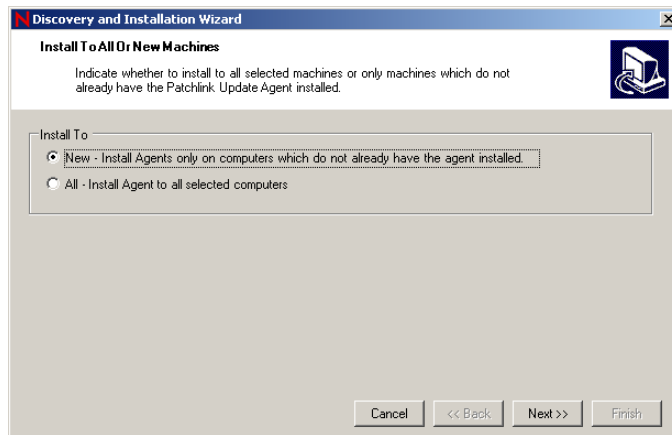 Discovery and Installation Wizard
Install To All Or New Machines
Indicate whether to install to all selected machines or only machines which do not
already have the Patchlink Update Agent installed.
Install To
New - Install Agents only on computers which do not already have the agent installed.
All - Install Agent to all selected computers
Cancel << Back Next >> Finish